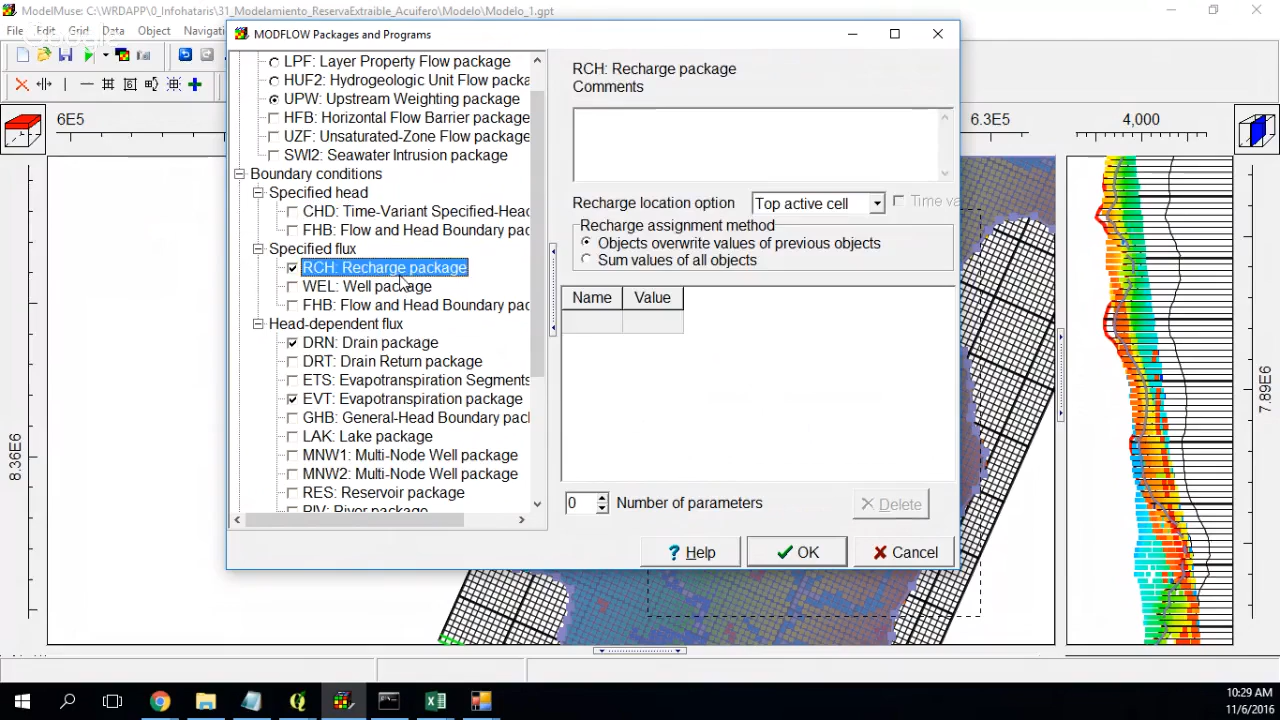 ModelMuse: C:\WRDAPP\0_Infohataris\31_Modelamiento_ReservaExtraible_Acuifero\Modelo\Modelo_1.gpt
File Edit Grid Data Object
MODFLOW Packages and Programs
LPF: Layer Property Flow package
HUF2: Hydrogeologic Unit Flow packa
UPW: Upstream Weighting package
HFB: Horizontal Flow Barrier package
UZF: Unsaturated-Zone Flow package
SWI2: Seawater Intrusion package
Boundary conditions
Specified head
CHD: Time-Variant Specified-Head
FHB: Flow and Head Boundary pa
Specified flux
RCH: Recharge package
WEL: Well package
FHB: Flow and Head Boundary pac
Head-dependent flux
DRN: Drain package
DRT: Drain Return package
ETS: Evapotranspiration Segments
EVT: Evapotranspiration package
GHB: General-Head Boundary pac
LAK: Lake package
MNW1: Multi-Node Well package
MNW2: Multi-Node Well package
RES: Reservoir package
RIV: River package
RCH: Recharge package
Comments
Recharge location option Top active cell Time va
Recharge assignment method
Objects overwrite values of previous objects
Sum values of all objects
Name Value
0 Number of parameters Delete
? Help OK Cancel
6E5
6.3E5
4,000
8.36E6
7.89E6
10:29 AM
11/6/2016